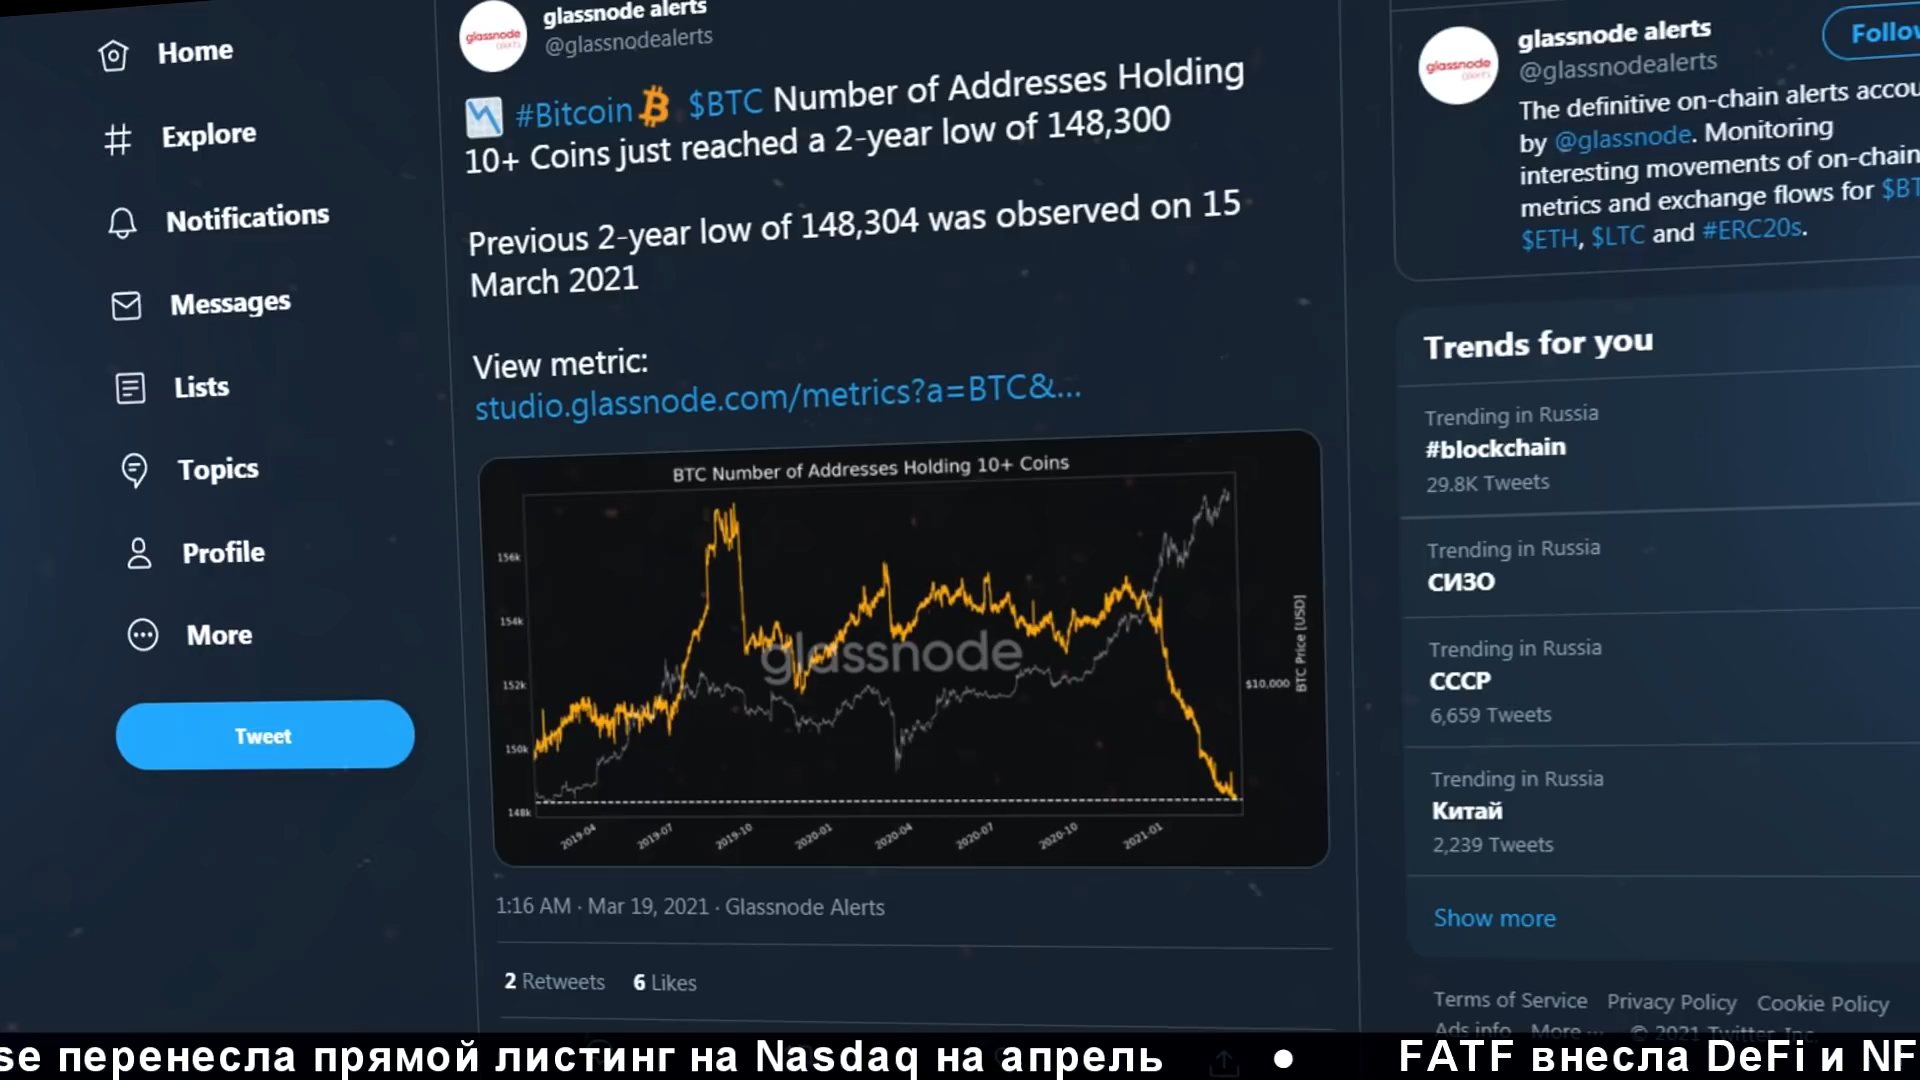 Home
Explore
Notifications
Messages
Lists
Topics
Profile
More
Tweet
glassnode alerts
@glassnodealerts
#Bitcoin $BTC Number of Addresses Holding
10+ Coins just reached a 2-year low of 148,300
Previous 2-year low of 148,304 was observed on 15
March 2021
View metric:
studio.glassnode.com/metrics?a=BTC&...
BTC Number of Addresses Holding 10+ Coins
156k
154k
152k
150k
148k
glassnode
$10,000
BTC Price [USD]
2019-04
2019-07
2019-10
2020-01
2020-04
2020-07
2020-10
2021-01
1:16 AM · Mar 19, 2021 · Glassnode Alerts
2 Retweets 6 Likes
glassnode alerts
@glassnodealerts
Follow
The definitive on-chain alerts accou
by @glassnode. Monitoring
interesting movements of on-chain
metrics and exchange flows for $BT
$ETH, $LTC and #ERC20s.
Trends for you
Trending in Russia
#blockchain
29.8K Tweets
Trending in Russia
СИЗО
Trending in Russia
СССР
6,659 Tweets
Trending in Russia
Китай
2,239 Tweets
Show more
Terms of Service Privacy Policy Cookie Policy
Ads info More ··· © 2021 Twitter, Inc.
se перенесла прямой листинг на Nasdaq на апрель ● FATF внесла DeFi и NF